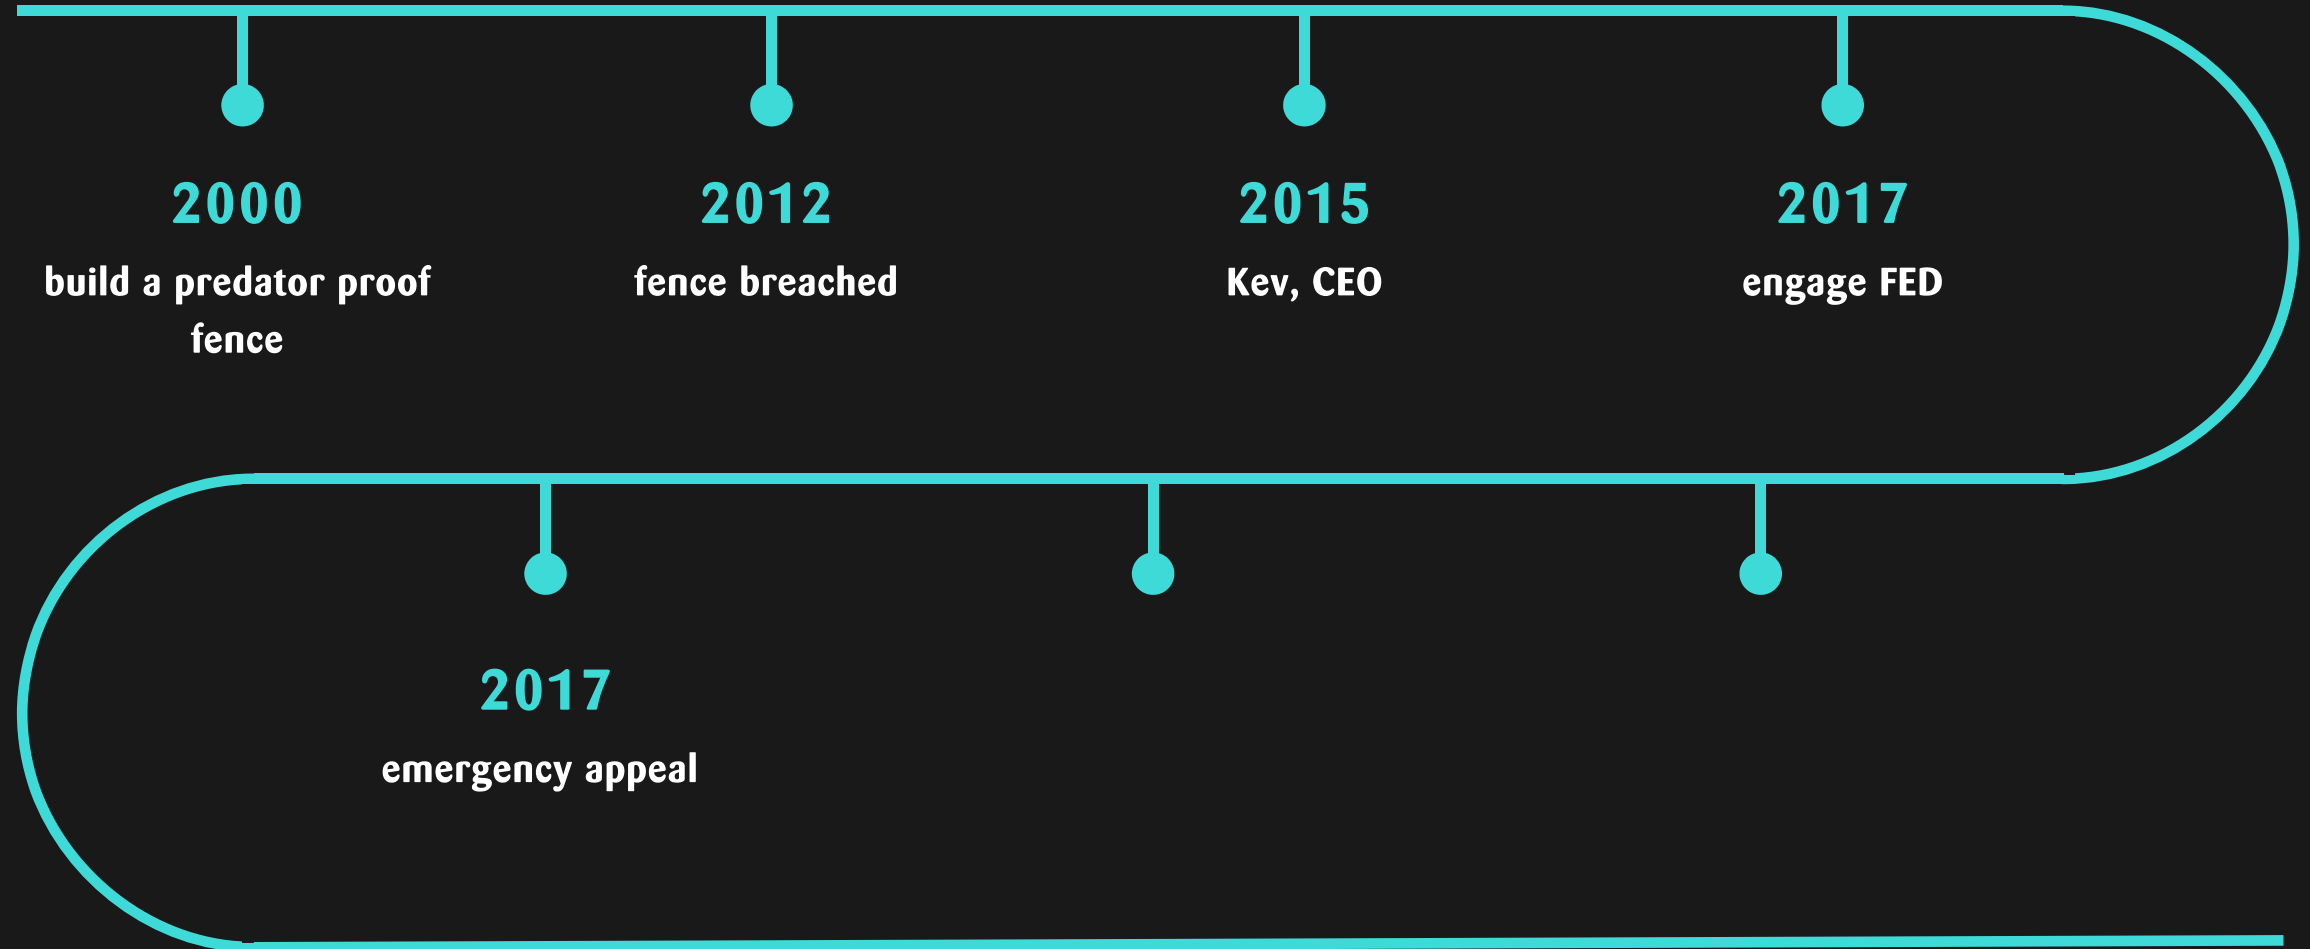 2000
build a predator proof
fence
2012
fence breached
2015
Kev, CEO
2017
engage FED
2017
emergency appeal